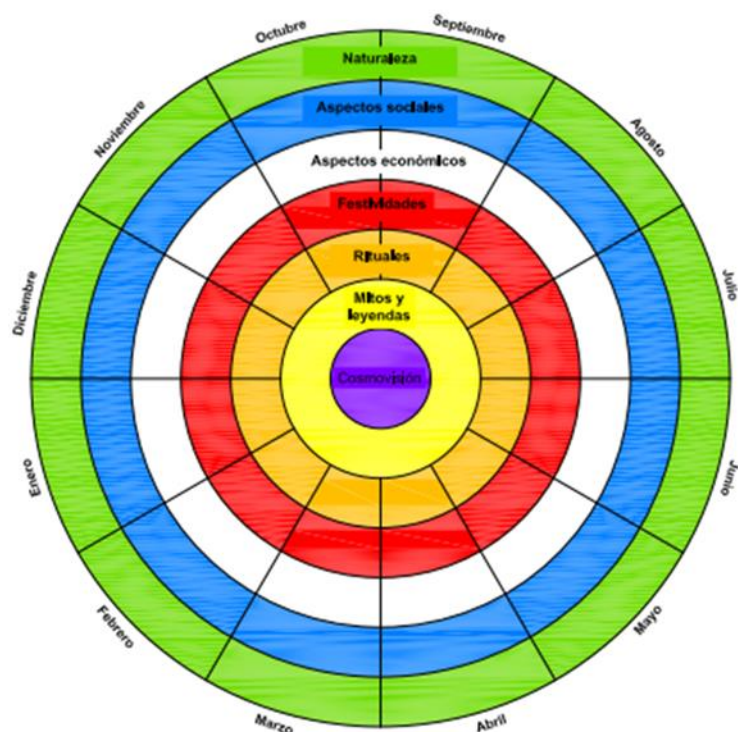 Octubre
Septiembre
Noviembre
Agosto
Diciembre
Julio
Enero
Junio
Febrero
Mayo
Marzo
Abril
Naturaleza
Aspectos sociales
Aspectos económicos
Festividades
Rituales
Mitos y
leyendas
Cosmovisión